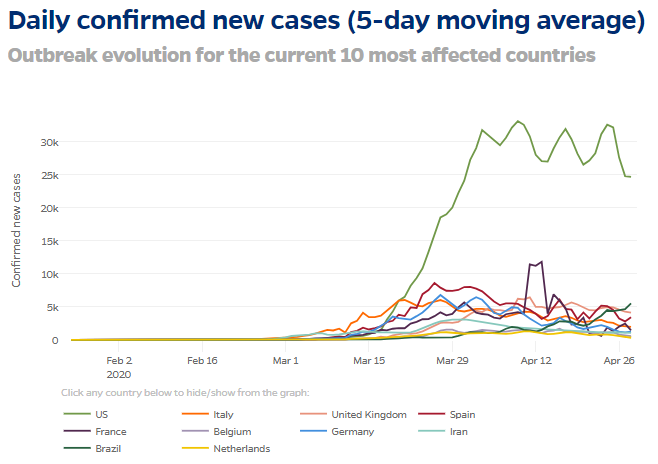 Daily confirmed new cases (5-day moving average)
Outbreak evolution for the current 10 most affected countries
30k
25k
20k
15k
10k
5k
0
Confirmed new cases
Feb 2
2020
Feb 16
Mar 1
Mar 15
Mar 29
Apr 12
Apr 26
Click any country below to hide/show from the graph:
US
Italy
United Kingdom
Spain
France
Belgium
Germany
Iran
Brazil
Netherlands